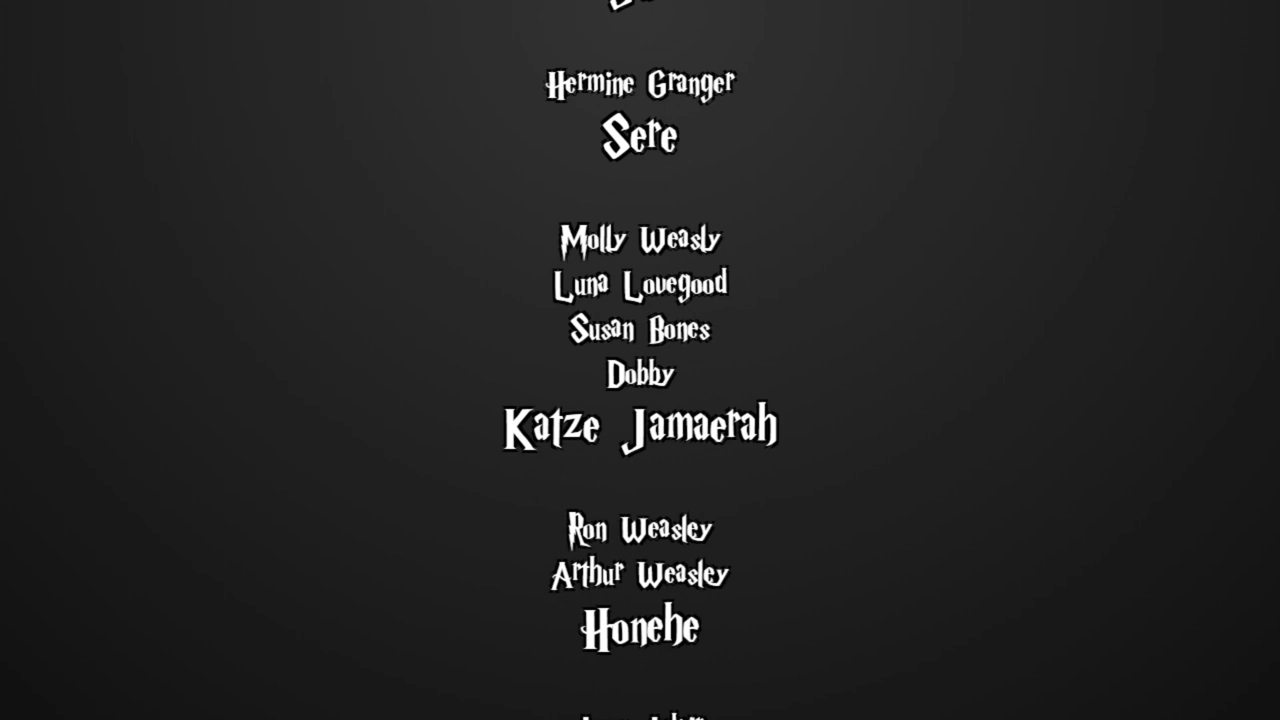 Hermine Granger
Sere
Molly Weasly
Luna Lovegood
Susan Bones
Dobby
Katze Jamaerah
Ron Weasley
Arthur Weasley
Honehe